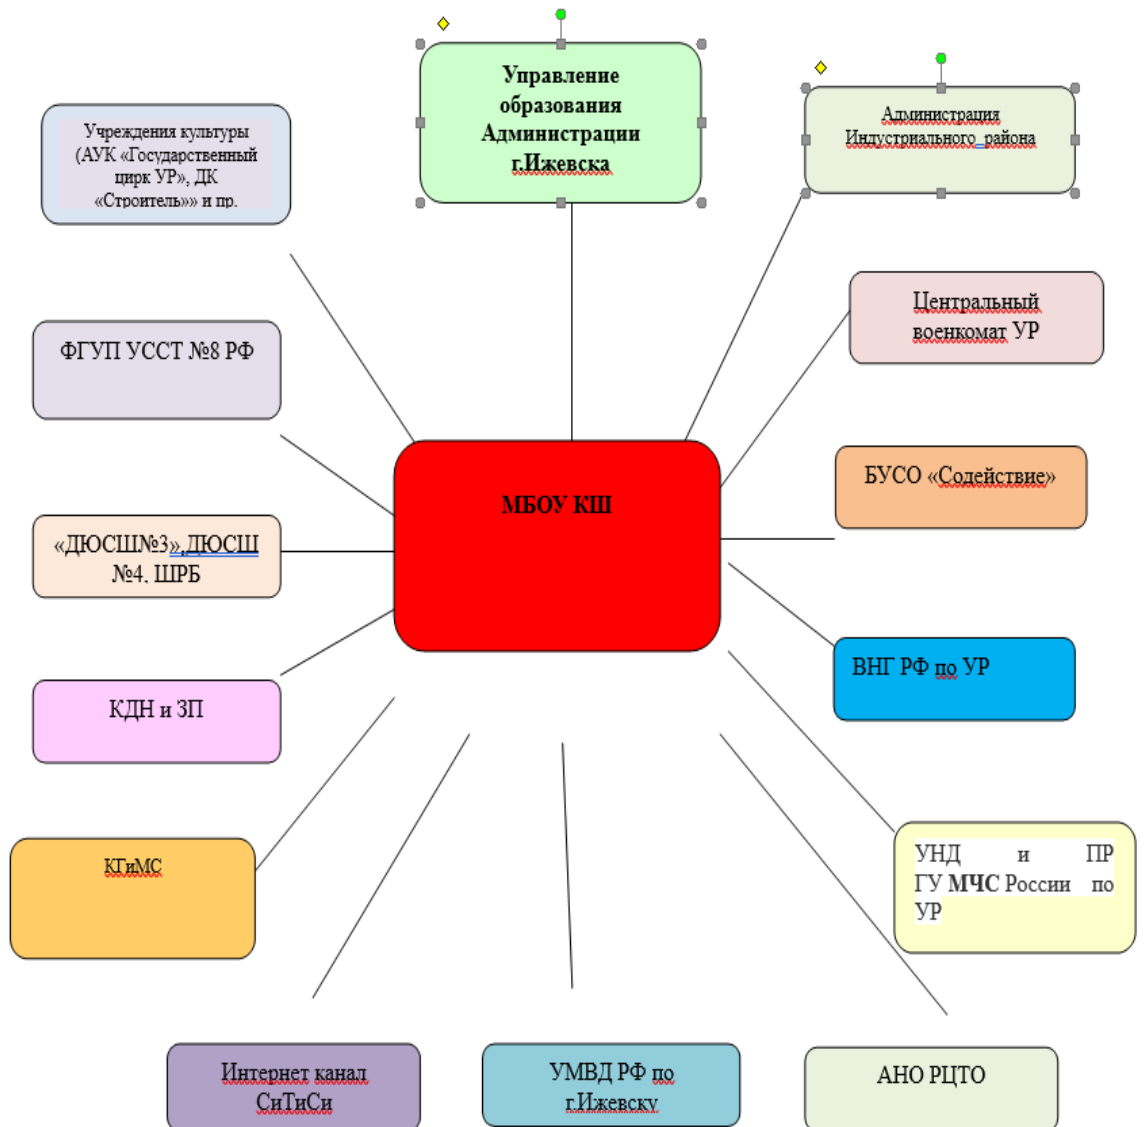 Управление
образования
Администрации
г.Ижевска
Администрация
Индустриального района
Учреждения культуры
(АУК «Государственный
цирк УР», ДК
«Строитель»» и пр.
Центральный
военкомат УР
ФГУП УССТ №8 РФ
БУСО «Содействие»
МБОУ КШ
«ДЮСШ№3»,ДЮСШ
№4, ШРБ
ВНГ РФ по УР
КДН и ЗП
УНД и ПР
ГУ МЧС России по
УР
КГиМС
Интернет канал
СиТиСи
УМВД РФ по
г.Ижевску
АНО РЦТО